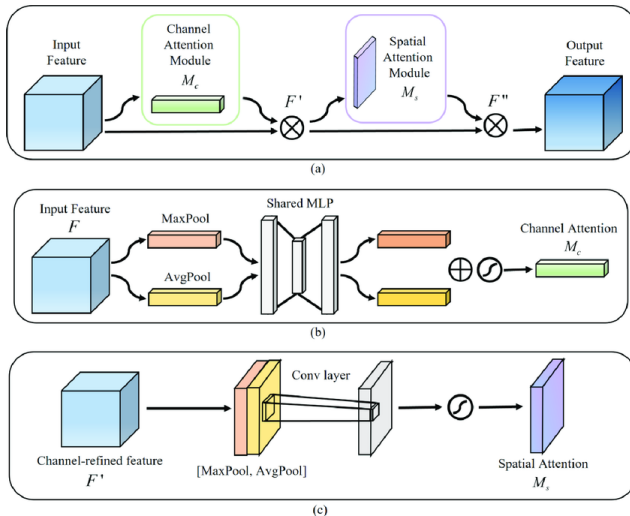 Input
Feature
Channel
Attention
Module
M_c
F'
Spatial
Attention
Module
M_s
F"
Output
Feature
(a)
Input Feature
F
MaxPool
AvgPool
Shared MLP
Channel Attention
M_c
(b)
Channel-refined feature
F'
[MaxPool, AvgPool]
Conv layer
Spatial Attention
M_s
(c)